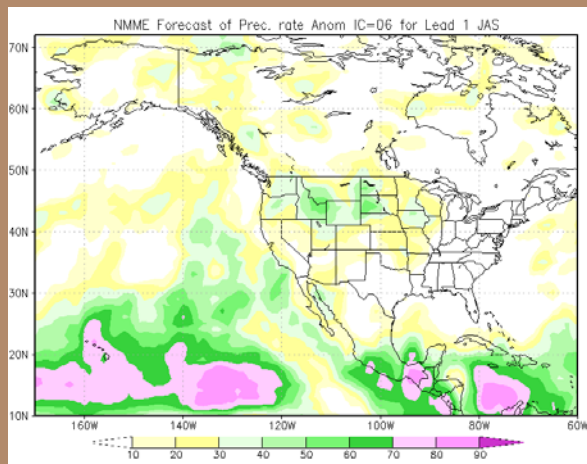 NMME Forecast of Prec. rate Anom IC=06 for Lead 1 JAS
70N
60N
50N
40N
30N
20N
10N
160W 140W 120W 100W 80W 60W
10 20 30 40 50 60 70 80 90